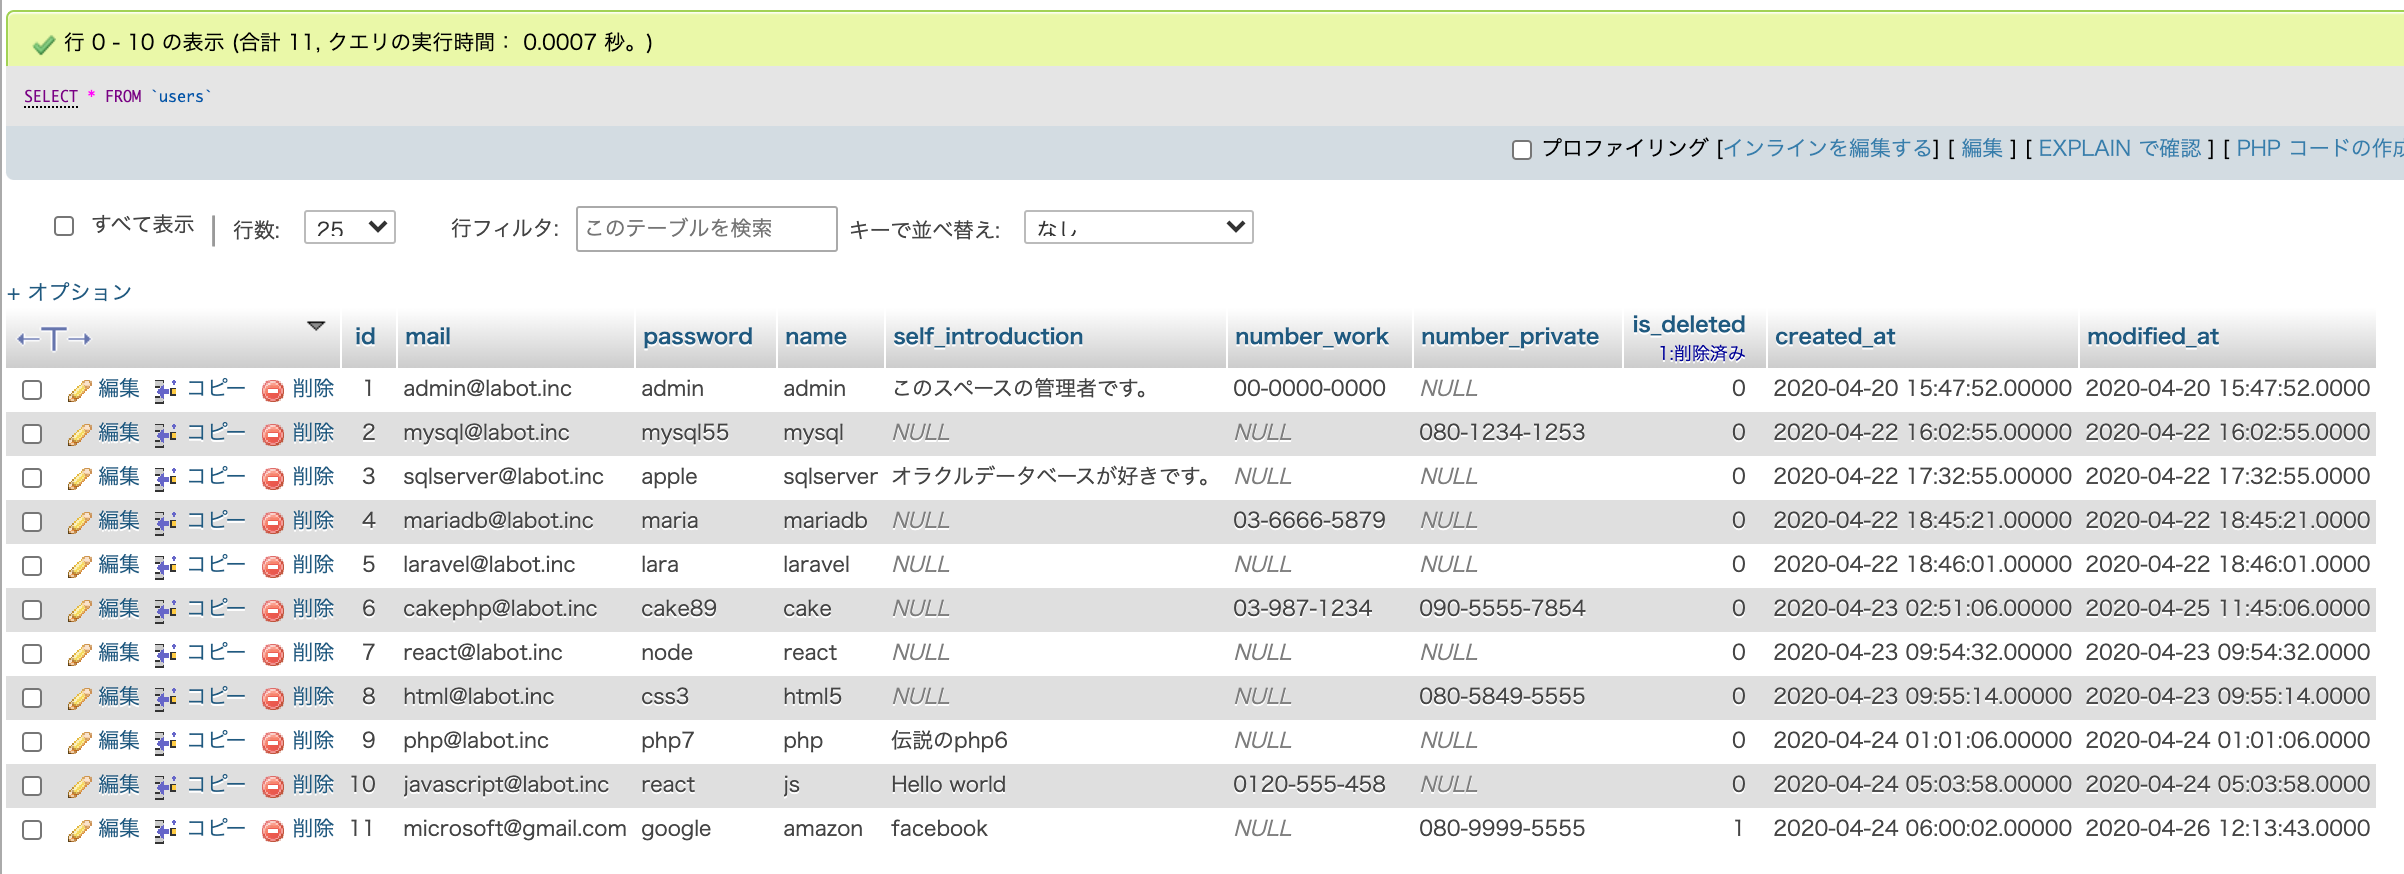 行 0 - 10 の表示 (合計 11, クエリの実行時間： 0.0007 秒。)
SELECT * FROM `users`
プロファイリング [インラインを編集する] [ 編集 ] [ EXPLAIN で確認 ] [ PHP コードの作成
すべて表示 行数: 25 行フィルタ: このテーブルを検索 キーで並べ替え: なし
+ オプション
←T→ id mail password name self_introduction number_work number_private is_deleted created_at modified_at
1:削除済み
編集 コピー 削除 1 admin@labot.inc admin admin このスペースの管理者です。 00-0000-0000 NULL 0 2020-04-20 15:47:52.00000 2020-04-20 15:47:52.0000
編集 コピー 削除 2 mysql@labot.inc mysql55 mysql NULL NULL 080-1234-1253 0 2020-04-22 16:02:55.00000 2020-04-22 16:02:55.0000
編集 コピー 削除 3 sqlserver@labot.inc apple sqlserver オラクルデータベースが好きです。 NULL NULL 0 2020-04-22 17:32:55.00000 2020-04-22 17:32:55.0000
編集 コピー 削除 4 mariadb@labot.inc maria mariadb NULL 03-6666-5879 NULL 0 2020-04-22 18:45:21.00000 2020-04-22 18:45:21.0000
編集 コピー 削除 5 laravel@labot.inc lara laravel NULL NULL NULL 0 2020-04-22 18:46:01.00000 2020-04-22 18:46:01.0000
編集 コピー 削除 6 cakephp@labot.inc cake89 cake NULL 03-987-1234 090-5555-7854 0 2020-04-23 02:51:06.00000 2020-04-25 11:45:06.0000
編集 コピー 削除 7 react@labot.inc node react NULL NULL NULL 0 2020-04-23 09:54:32.00000 2020-04-23 09:54:32.0000
編集 コピー 削除 8 html@labot.inc css3 html5 NULL NULL 080-5849-5555 0 2020-04-23 09:55:14.00000 2020-04-23 09:55:14.0000
編集 コピー 削除 9 php@labot.inc php7 php 伝説のphp6 NULL NULL 0 2020-04-24 01:01:06.00000 2020-04-24 01:01:06.0000
編集 コピー 削除 10 javascript@labot.inc react js Hello world 0120-555-458 NULL 0 2020-04-24 05:03:58.00000 2020-04-24 05:03:58.0000
編集 コピー 削除 11 microsoft@gmail.com google amazon facebook NULL 080-9999-5555 1 2020-04-24 06:00:02.00000 2020-04-26 12:13:43.0000